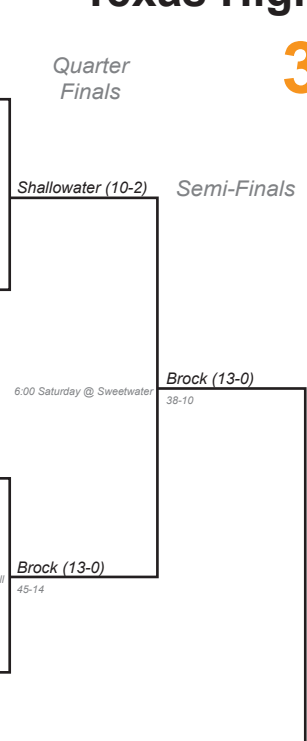 Texas High
3
Quarter
Finals
Shallowater (10-2)
Semi-Finals
6:00 Saturday @ Sweetwater
Brock (13-0)
38-10
Brock (13-0)
45-14